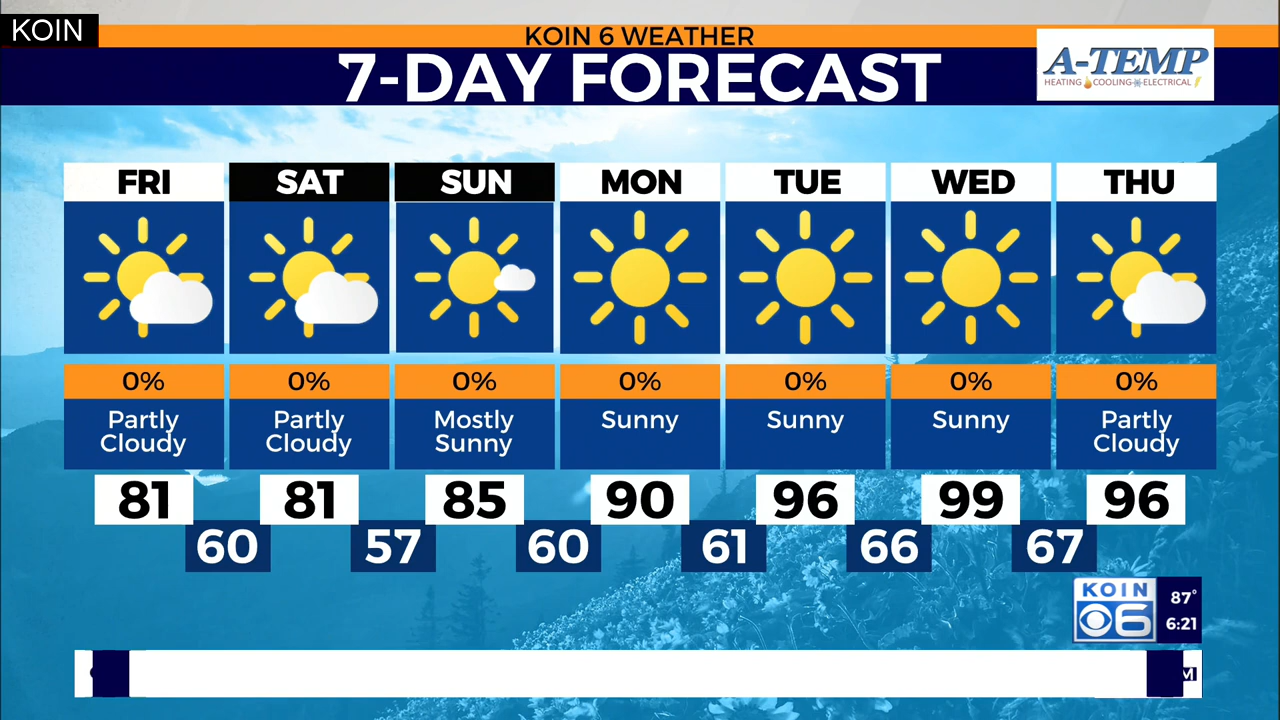 KOIN
KOIN 6 WEATHER
7-DAY FORECAST
A-TEMP
HEATING COOLING ELECTRICAL
FRI SAT SUN MON TUE WED THU
0% 0% 0% 0% 0% 0% 0%
Partly Cloudy Partly Cloudy Mostly Sunny Sunny Sunny Sunny Partly Cloudy
81 81 85 90 96 99 96
60 57 60 61 66 67
KOIN 6
87°
6:21